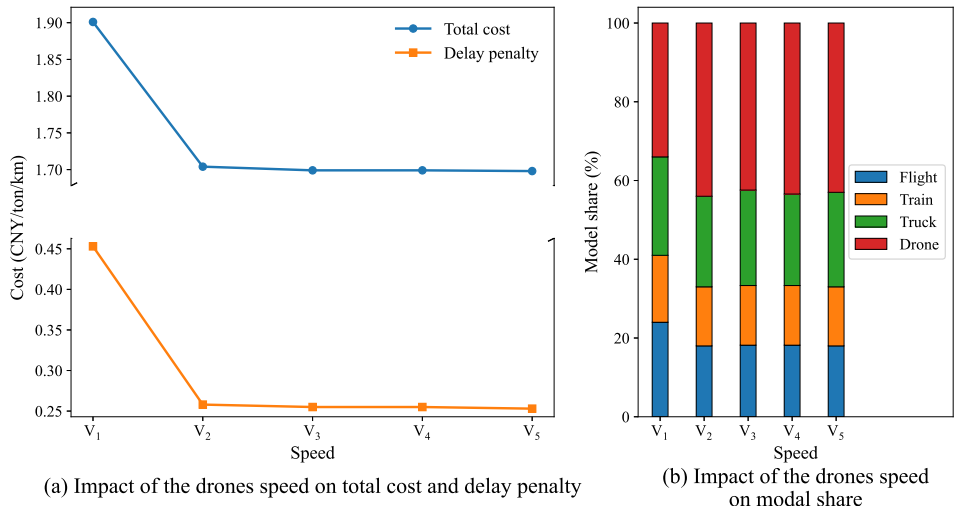 1.90
1.85
1.80
1.75
1.70
0.45
0.40
0.35
0.30
0.25
Cost (CNY/ton/km)
Total cost
Delay penalty
V1 V2 V3 V4 V5
Speed
(a) Impact of the drones speed on total cost and delay penalty
100
80
60
40
20
0
Model share (%)
Flight
Train
Truck
Drone
V1 V2 V3 V4 V5
Speed
(b) Impact of the drones speed
on modal share